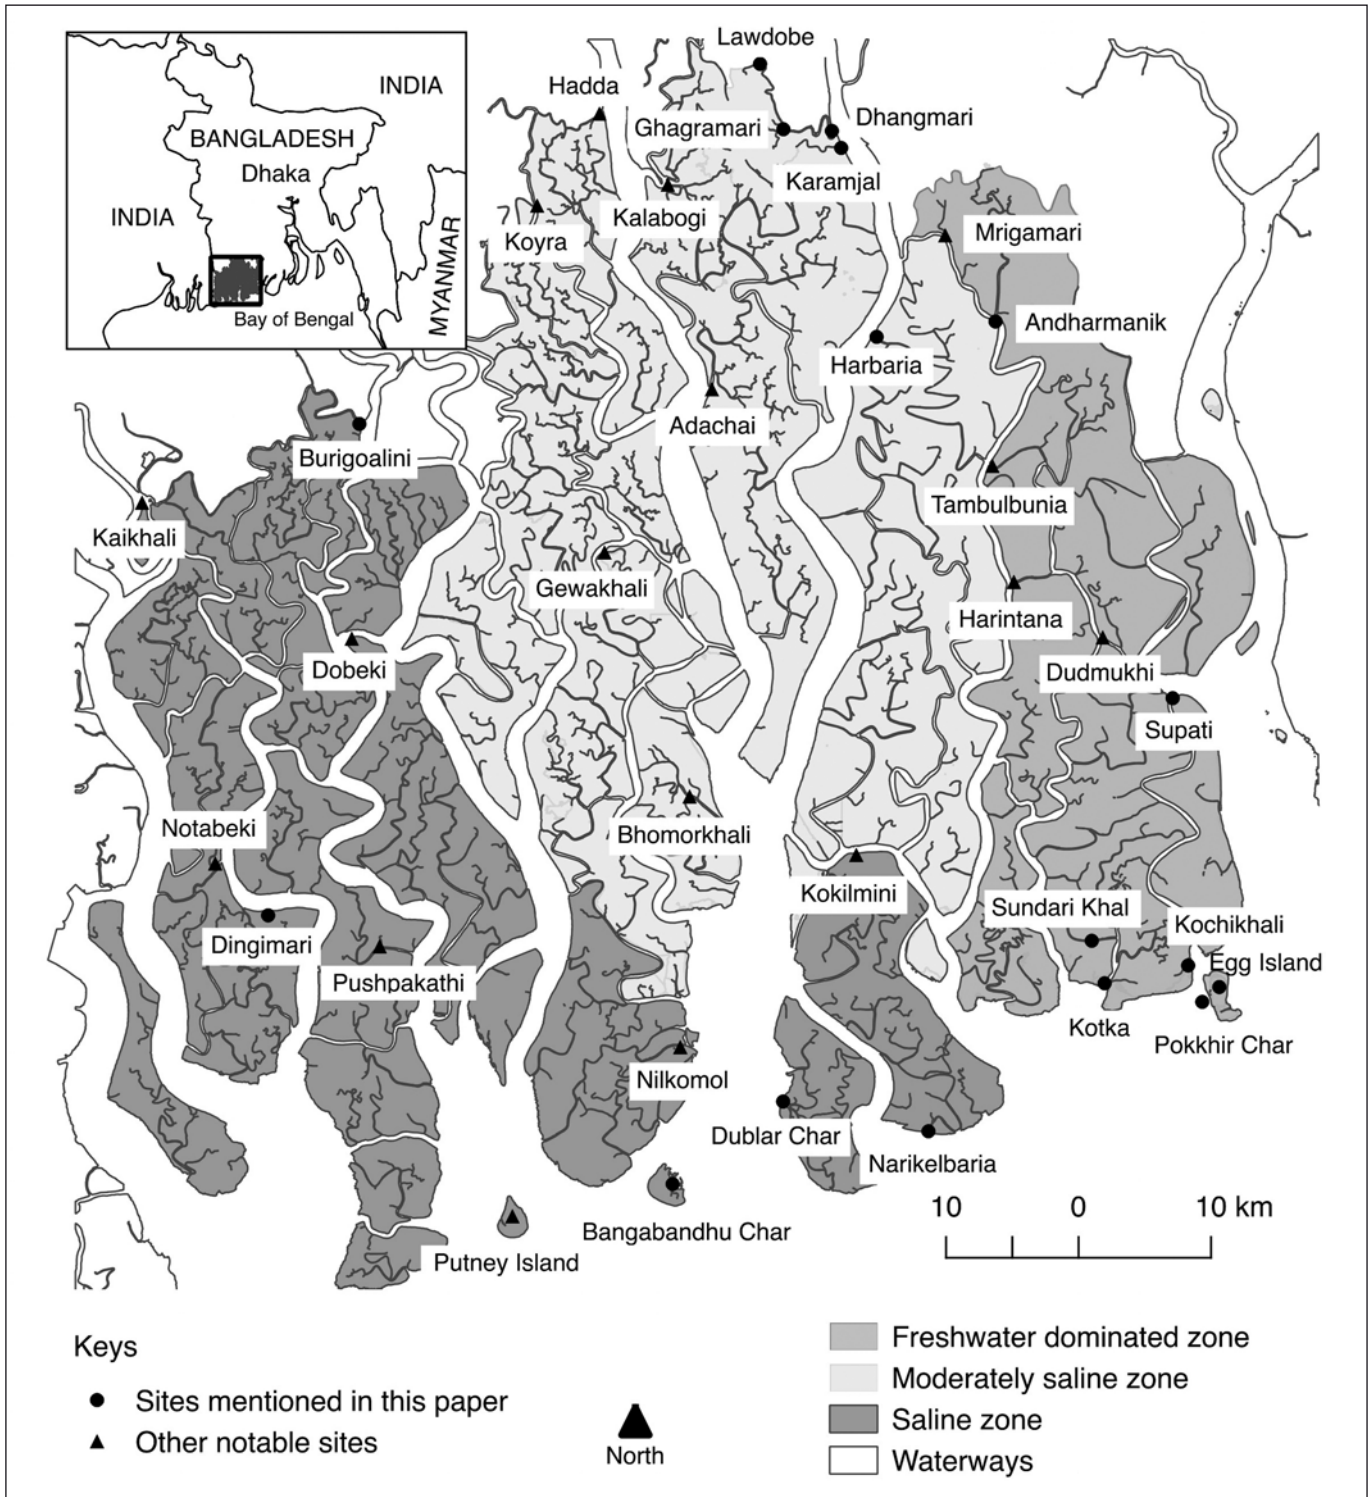 Lawdobe
INDIA
Hadda
BANGLADESH
Ghagramari
Dhangmari
Dhaka
Karamjal
INDIA
Kalabogi
Koyra
Mrigamari
MYANMAR
Bay of Bengal
Andharmanik
Harbaria
Adachai
Burigoalini
Tambulbunia
Kaikhali
Gewakhali
Harintana
Dobeki
Dudmukhi
Supati
Notabeki
Bhomorkhali
Kokilmini
Sundari Khal
Kochikhali
Dingimari
Egg Island
Pushpakathi
Kotka
Pokkhir Char
Nilkomol
Dublar Char
Narikelbaria
10 0 10 km
Bangabandhu Char
Putney Island
Keys
Sites mentioned in this paper
Other notable sites
North
Freshwater dominated zone
Moderately saline zone
Saline zone
Waterways